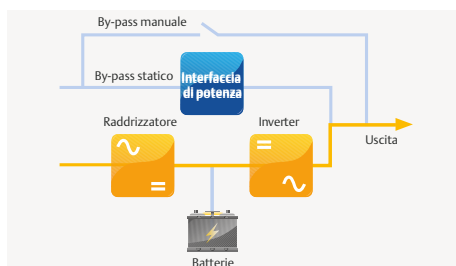 By-pass manuale
By-pass statico
Interfaccia
di potenza
Raddrizzatore
Inverter
Uscita
Batterie